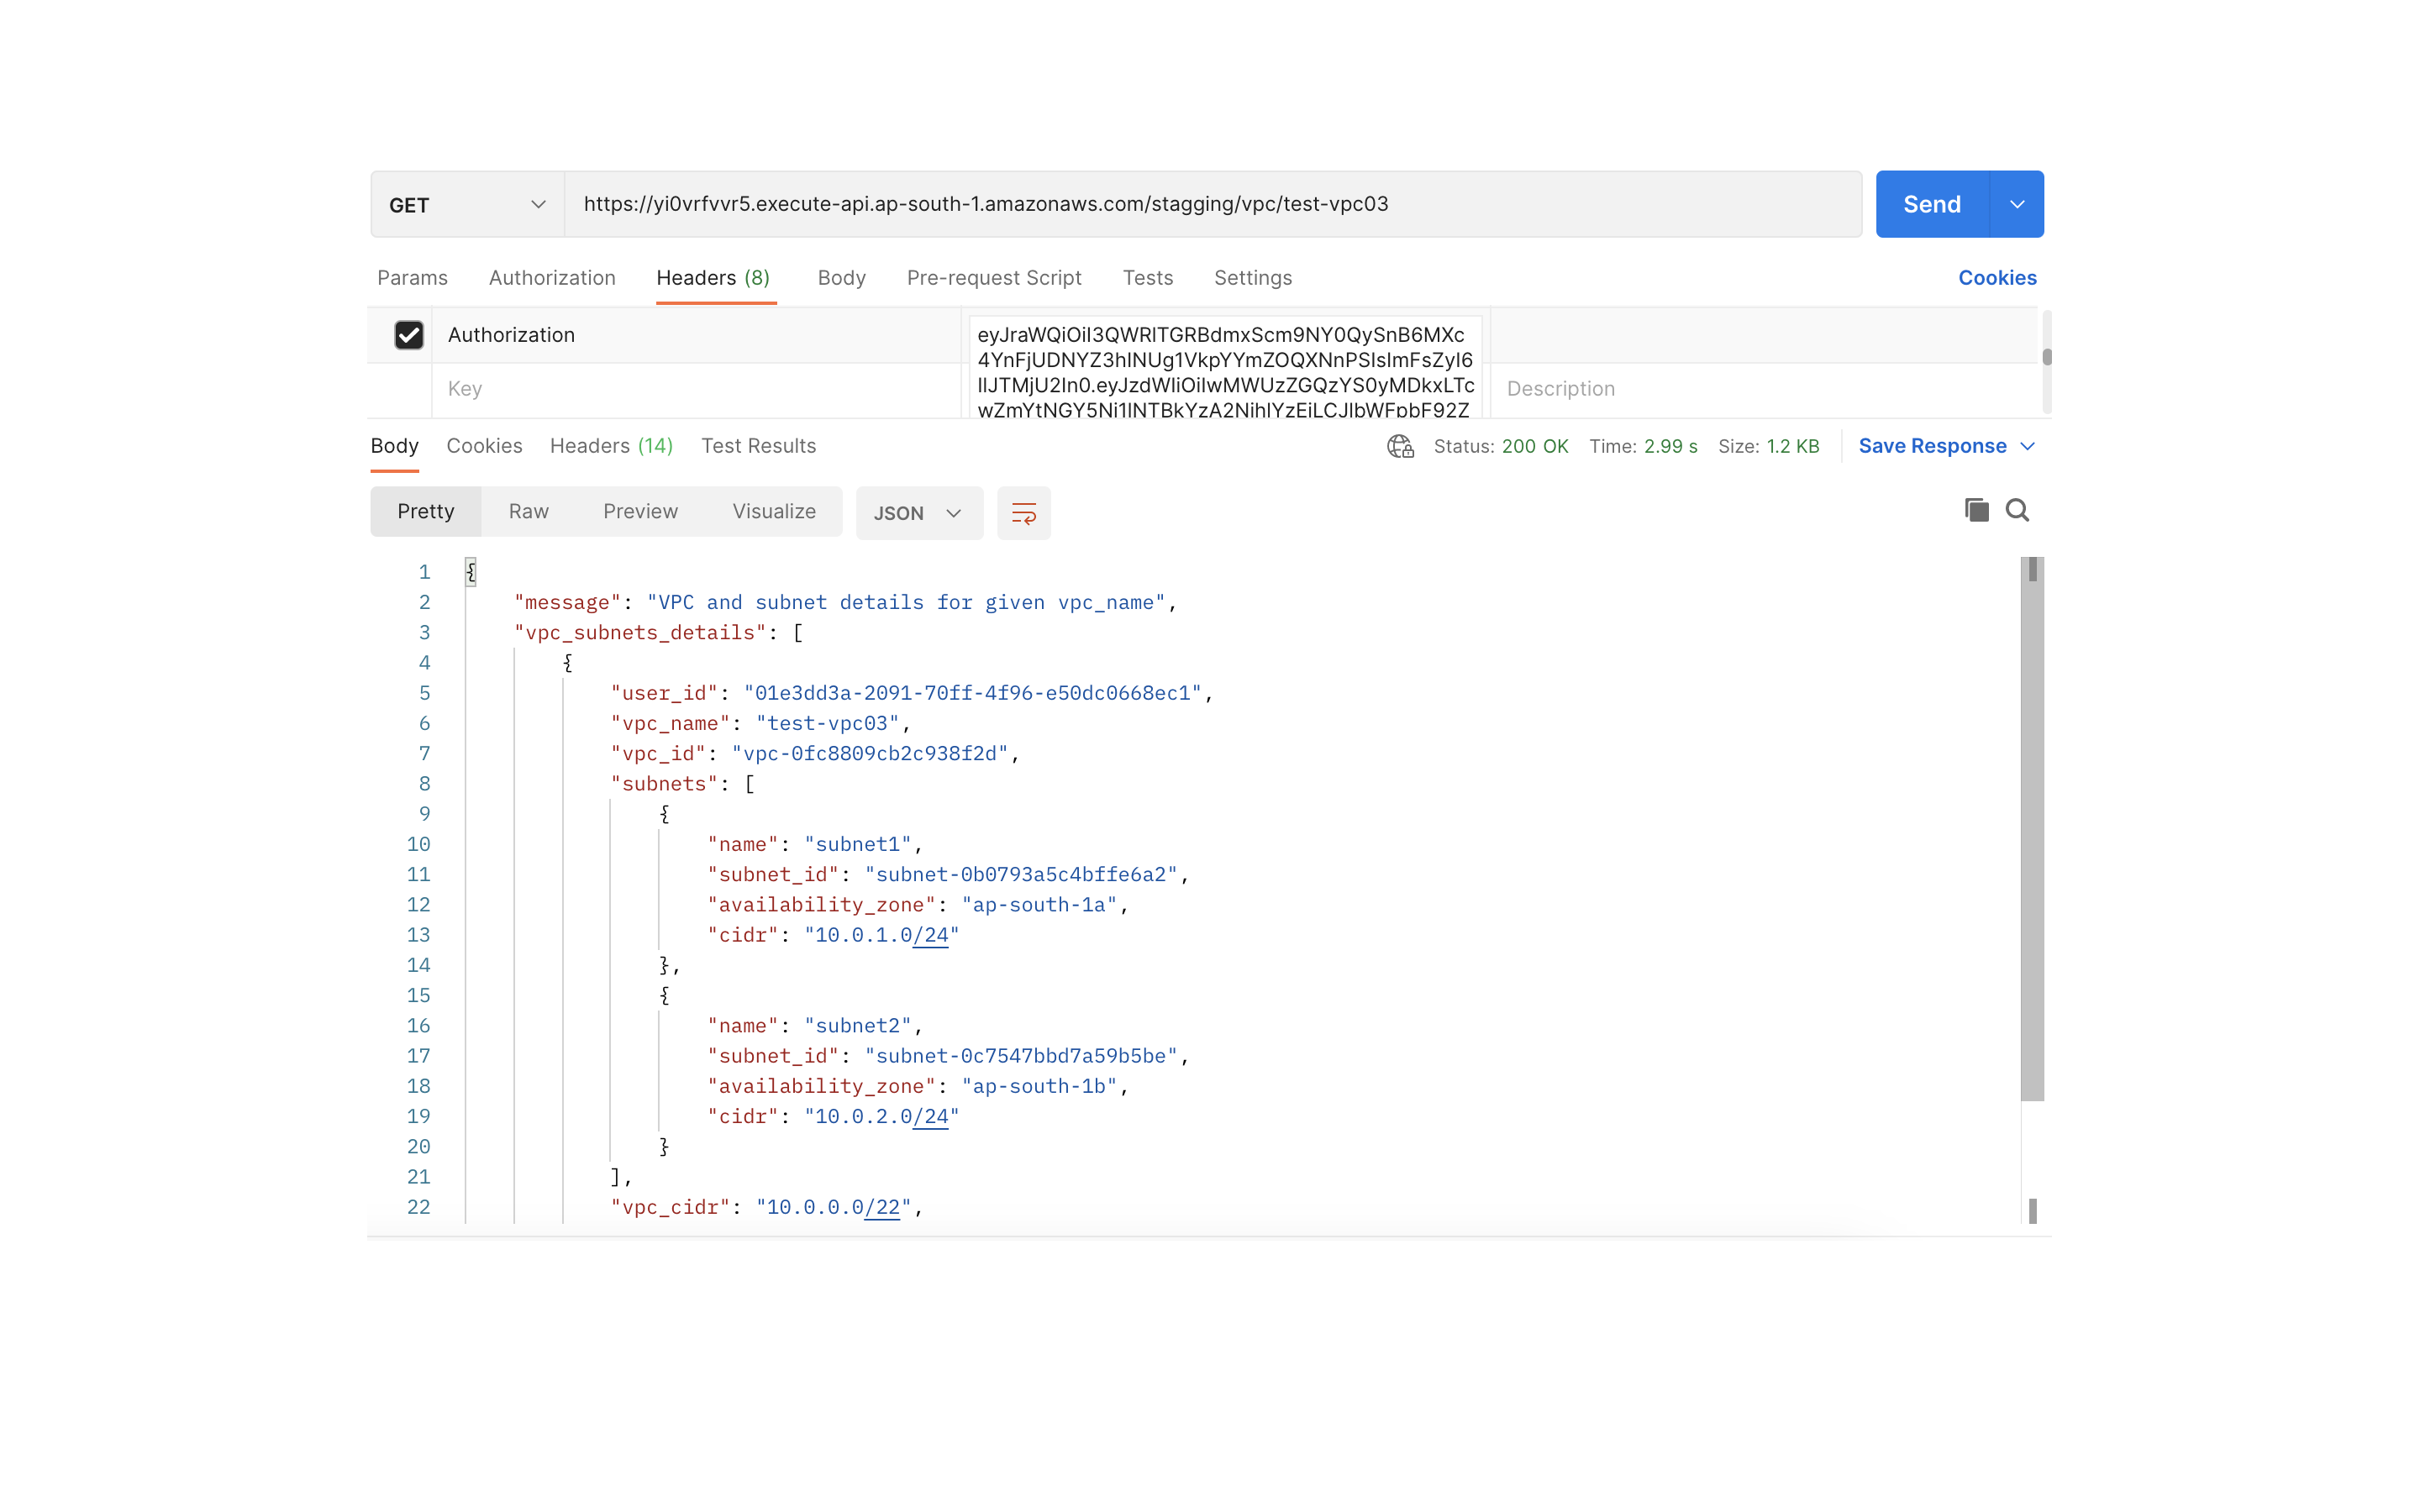 GET https://yi0vrfvvr5.execute-api.ap-south-1.amazonaws.com/stagging/vpc/test-vpc03 Send
Params Authorization Headers (8) Body Pre-request Script Tests Settings Cookies
Authorization
eyJraWQiOiI3QWRlTGRBdmxScm9NY0QySnB6MXc
4YnFjUDNYZ3hINUg1VkpYYmZOQXNnPSIsImFsZyI6
IlJTMjU2In0.eyJzdWIiOiIwMWUzZGQzYS0yMDkxLTc
wZmYtNGY5Ni1lNTBkYzA2NjhlYzEiLCJlbWFpbF92Z
Key Description
Body Cookies Headers (14) Test Results Status: 200 OK Time: 2.99 s Size: 1.2 KB Save Response
Pretty Raw Preview Visualize JSON
1 {
2 "message": "VPC and subnet details for given vpc_name",
3 "vpc_subnets_details": [
4 {
5 "user_id": "01e3dd3a-2091-70ff-4f96-e50dc0668ec1",
6 "vpc_name": "test-vpc03",
7 "vpc_id": "vpc-0fc8809cb2c938f2d",
8 "subnets": [
9 {
10 "name": "subnet1",
11 "subnet_id": "subnet-0b0793a5c4bffe6a2",
12 "availability_zone": "ap-south-1a",
13 "cidr": "10.0.1.0/24"
14 },
15 {
16 "name": "subnet2",
17 "subnet_id": "subnet-0c7547bbd7a59b5be",
18 "availability_zone": "ap-south-1b",
19 "cidr": "10.0.2.0/24"
20 }
21 ],
22 "vpc_cidr": "10.0.0.0/22",